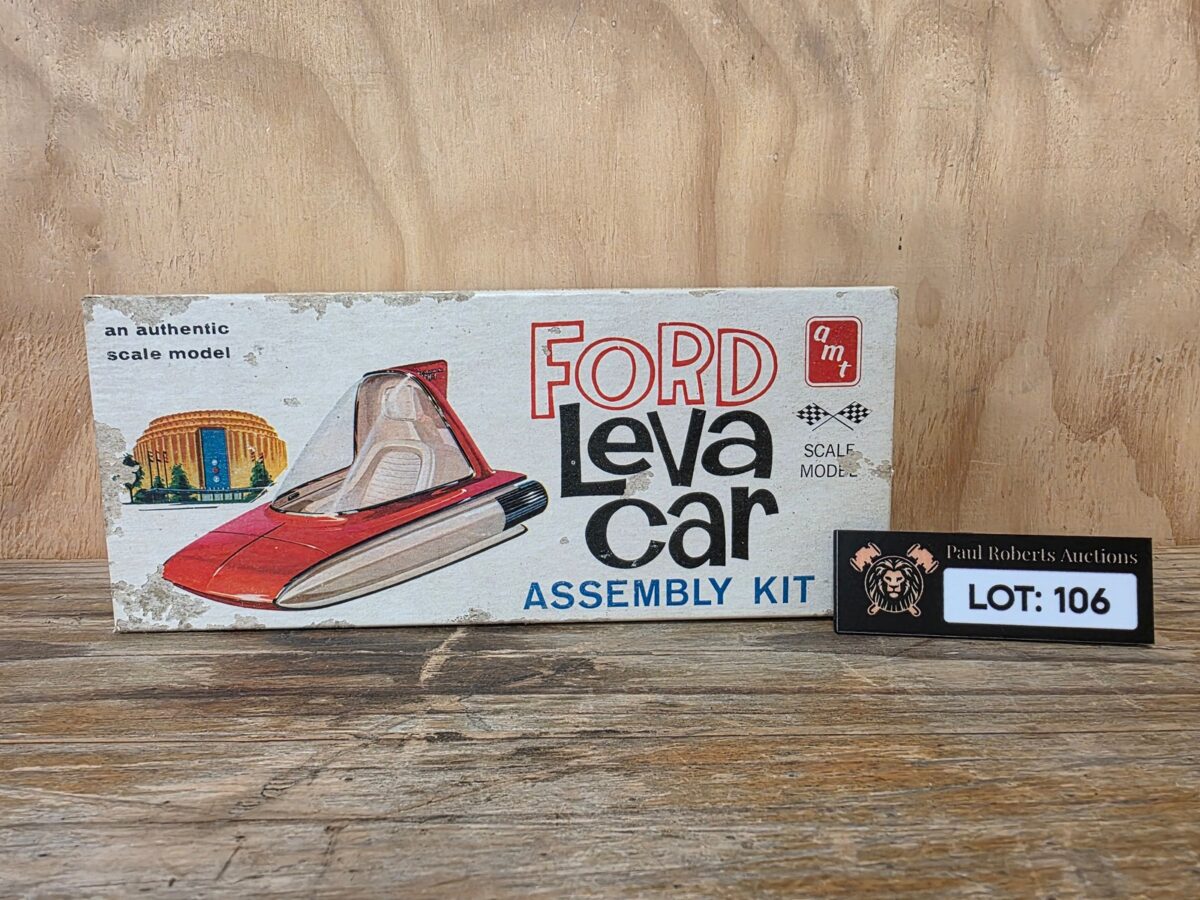 an authentic
scale model
FORD
Leva
car
ASSEMBLY KIT
amt
SCALE
MODEL
Paul Roberts Auctions
LOT: 106